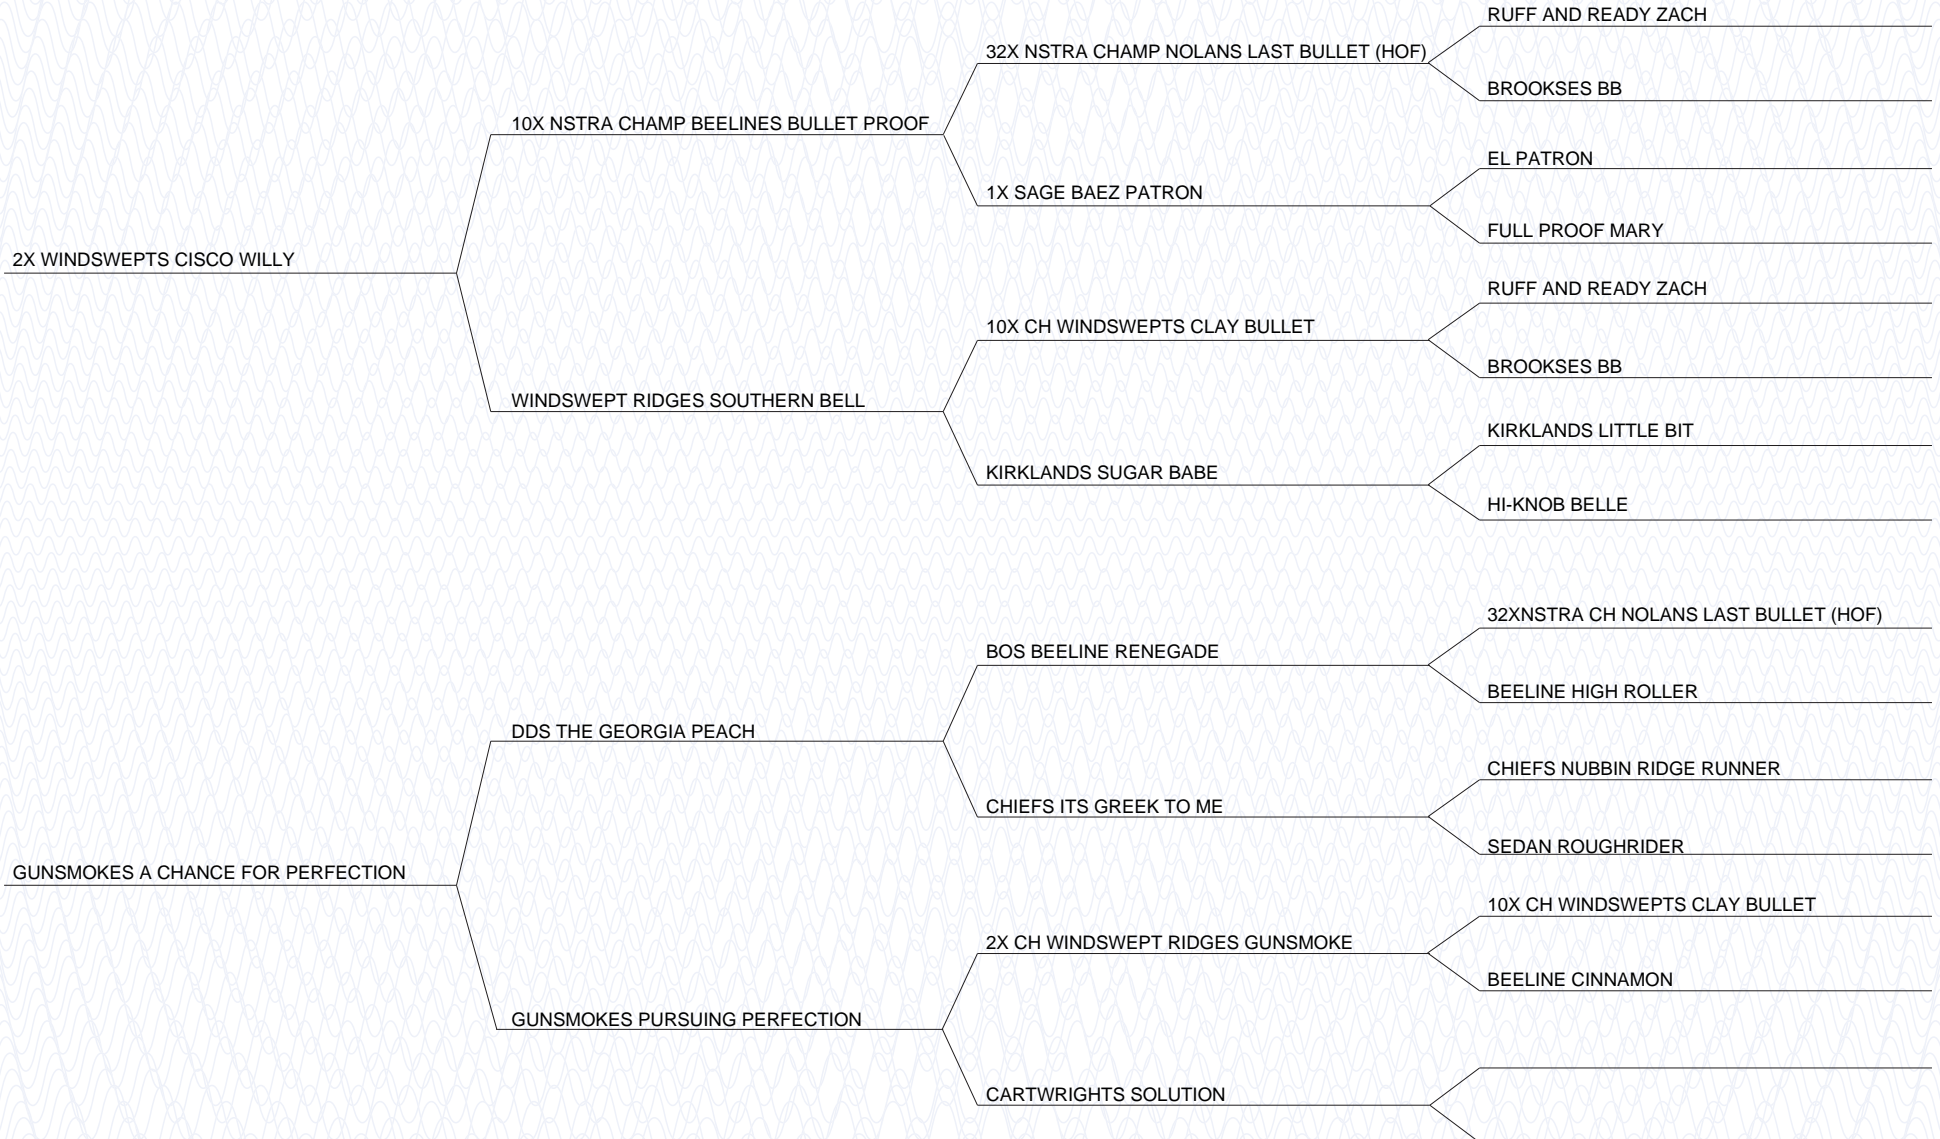 RUFF AND READY ZACH
32X NSTRA CHAMP NOLANS LAST BULLET (HOF)
BROOKSES BB
10X NSTRA CHAMP BEELINES BULLET PROOF
EL PATRON
1X SAGE BAEZ PATRON
FULL PROOF MARY
2X WINDSWEPTS CISCO WILLY
RUFF AND READY ZACH
10X CH WINDSWEPTS CLAY BULLET
BROOKSES BB
WINDSWEPT RIDGES SOUTHERN BELL
KIRKLANDS LITTLE BIT
KIRKLANDS SUGAR BABE
HI-KNOB BELLE
32XNSTRA CH NOLANS LAST BULLET (HOF)
BOS BEELINE RENEGADE
BEELINE HIGH ROLLER
DDS THE GEORGIA PEACH
CHIEFS NUBBIN RIDGE RUNNER
CHIEFS ITS GREEK TO ME
SEDAN ROUGHRIDER
GUNSMOKES A CHANCE FOR PERFECTION
10X CH WINDSWEPTS CLAY BULLET
2X CH WINDSWEPT RIDGES GUNSMOKE
BEELINE CINNAMON
GUNSMOKES PURSUING PERFECTION
CARTWRIGHTS SOLUTION